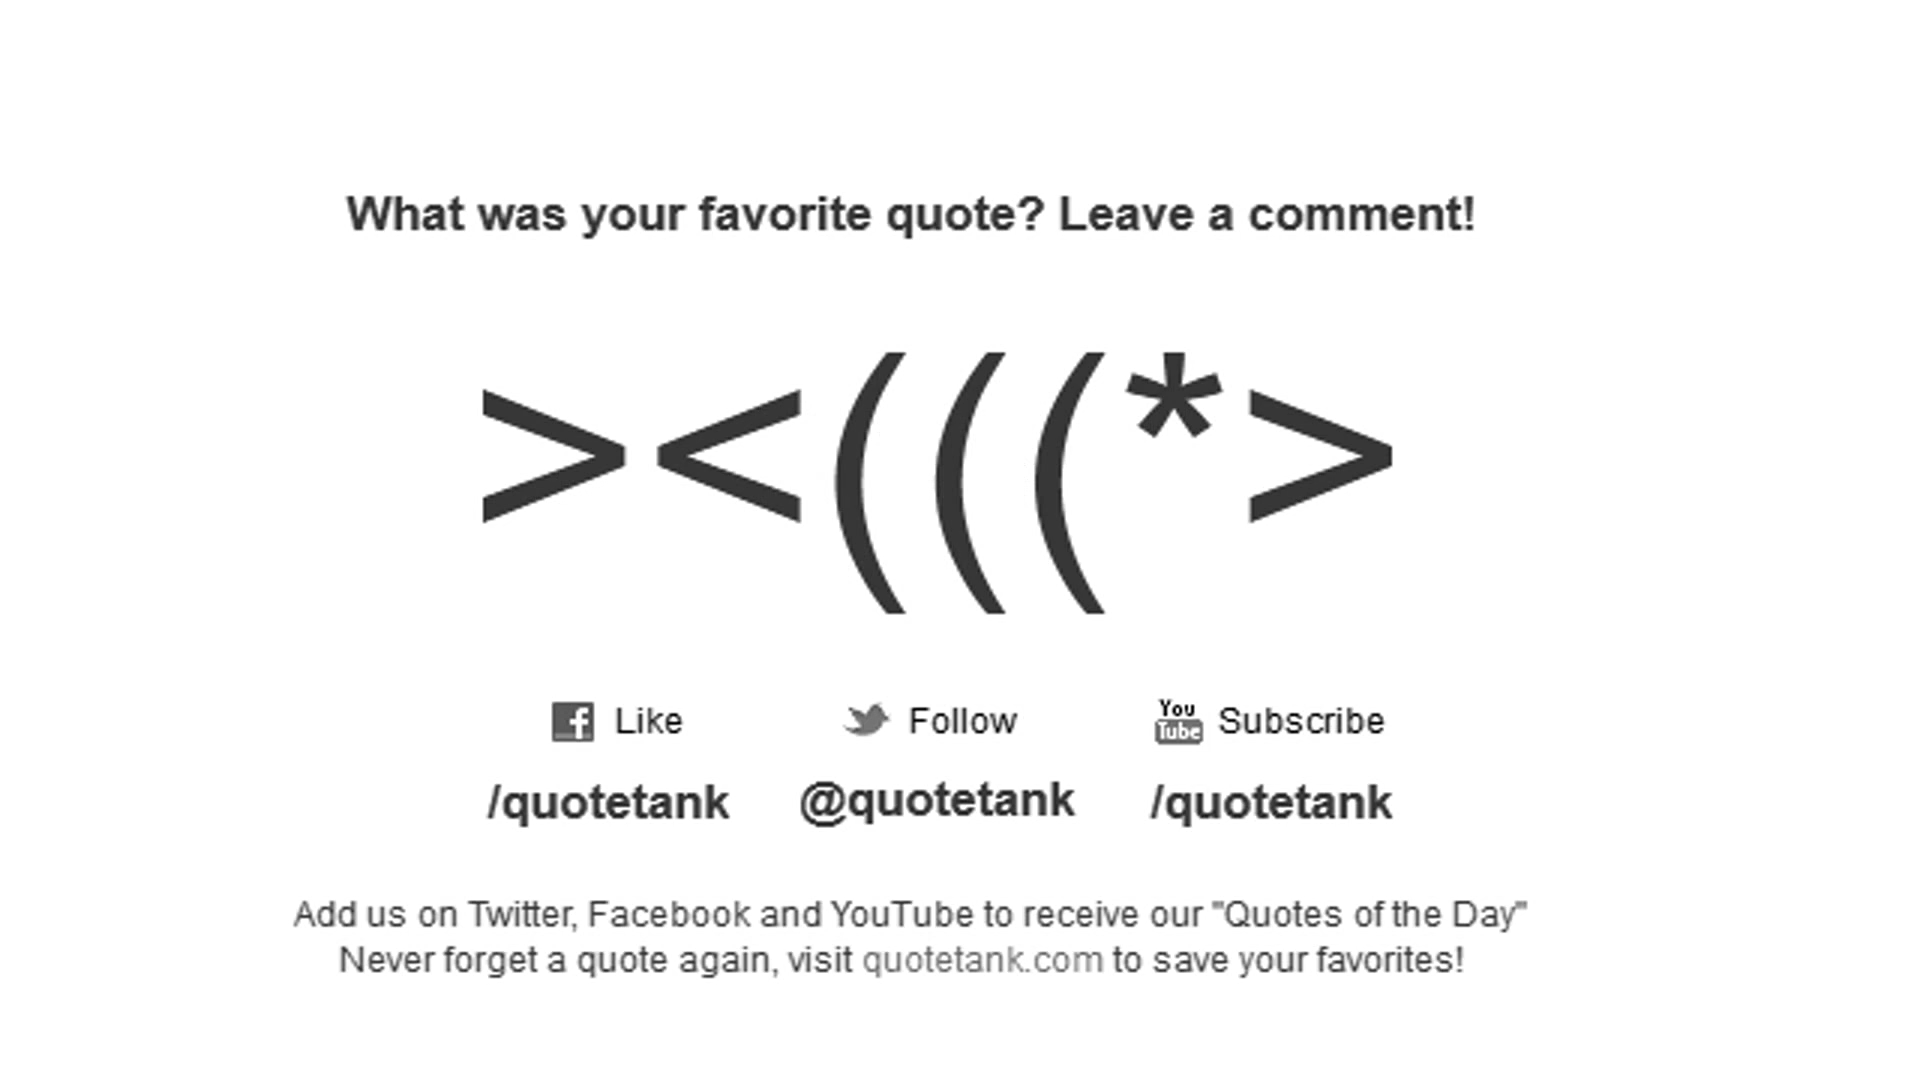 What was your favorite quote? Leave a comment!
><(((*>
f Like Follow You Tube Subscribe
/quotetank @quotetank /quotetank
Add us on Twitter, Facebook and YouTube to receive our "Quotes of the Day"
Never forget a quote again, visit quotetank.com to save your favorites!